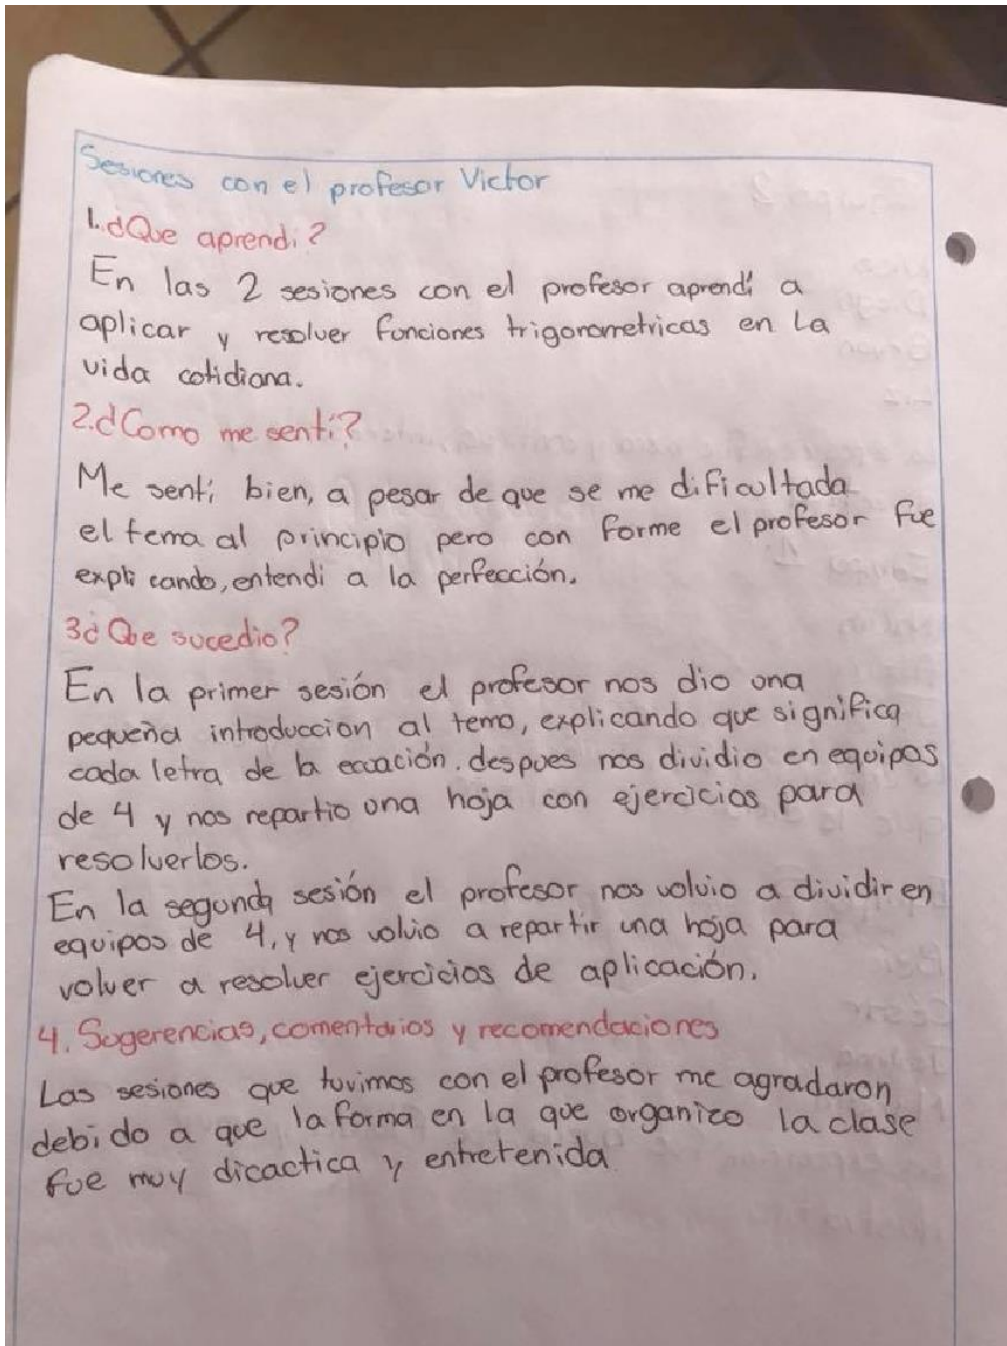 Sesiones con el profesor Victor
1. ¿Que aprendi?
En las 2 sesiones con el profesor aprendí a
aplicar y resolver funciones trigonometricas en la
vida cotidiana.
2. ¿Como me sentí?
Me sentí bien, a pesar de que se me dificultada
el tema al principio pero con forme el profesor fue
explicando, entendi a la perfección.
3 ¿Que sucedio?
En la primer sesión el profesor nos dio una
pequeña introduccion al tema, explicando que significa
cada letra de la ecuación. despues nos dividio en equipos
de 4 y nos repartio una hoja con ejercicios para
resolverlos.
En la segunda sesión el profesor nos volvio a dividir en
equipos de 4, y nos volvio a repartir una hoja para
volver a resolver ejercicios de aplicación.
4. Sugerencias, comentarios y recomendaciones
Las sesiones que tuvimos con el profesor me agradaron
debido a que la forma en la que organizo la clase
fue muy dicactica y entretenida